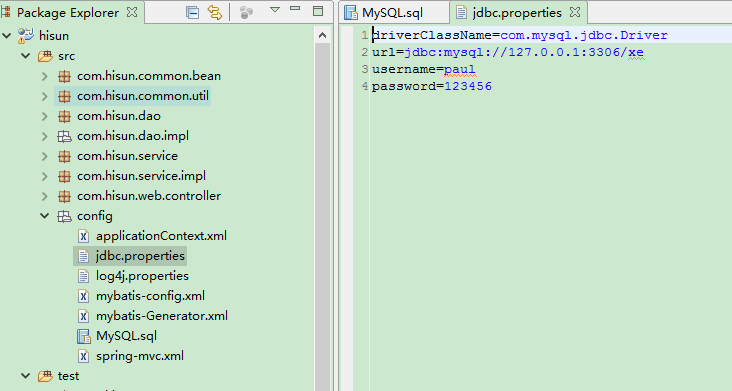 Package Explorer
hisun
src
com.hisun.common.bean
com.hisun.common.util
com.hisun.dao
com.hisun.dao.impl
com.hisun.service
com.hisun.service.impl
com.hisun.web.controller
config
applicationContext.xml
jdbc.properties
log4j.properties
mybatis-config.xml
mybatis-Generator.xml
MySQL.sql
spring-mvc.xml
test
MySQL.sql
jdbc.properties
1 driverClassName=com.mysql.jdbc.Driver
2 url=jdbc:mysql://127.0.0.1:3306/xe
3 username=paul
4 password=123456